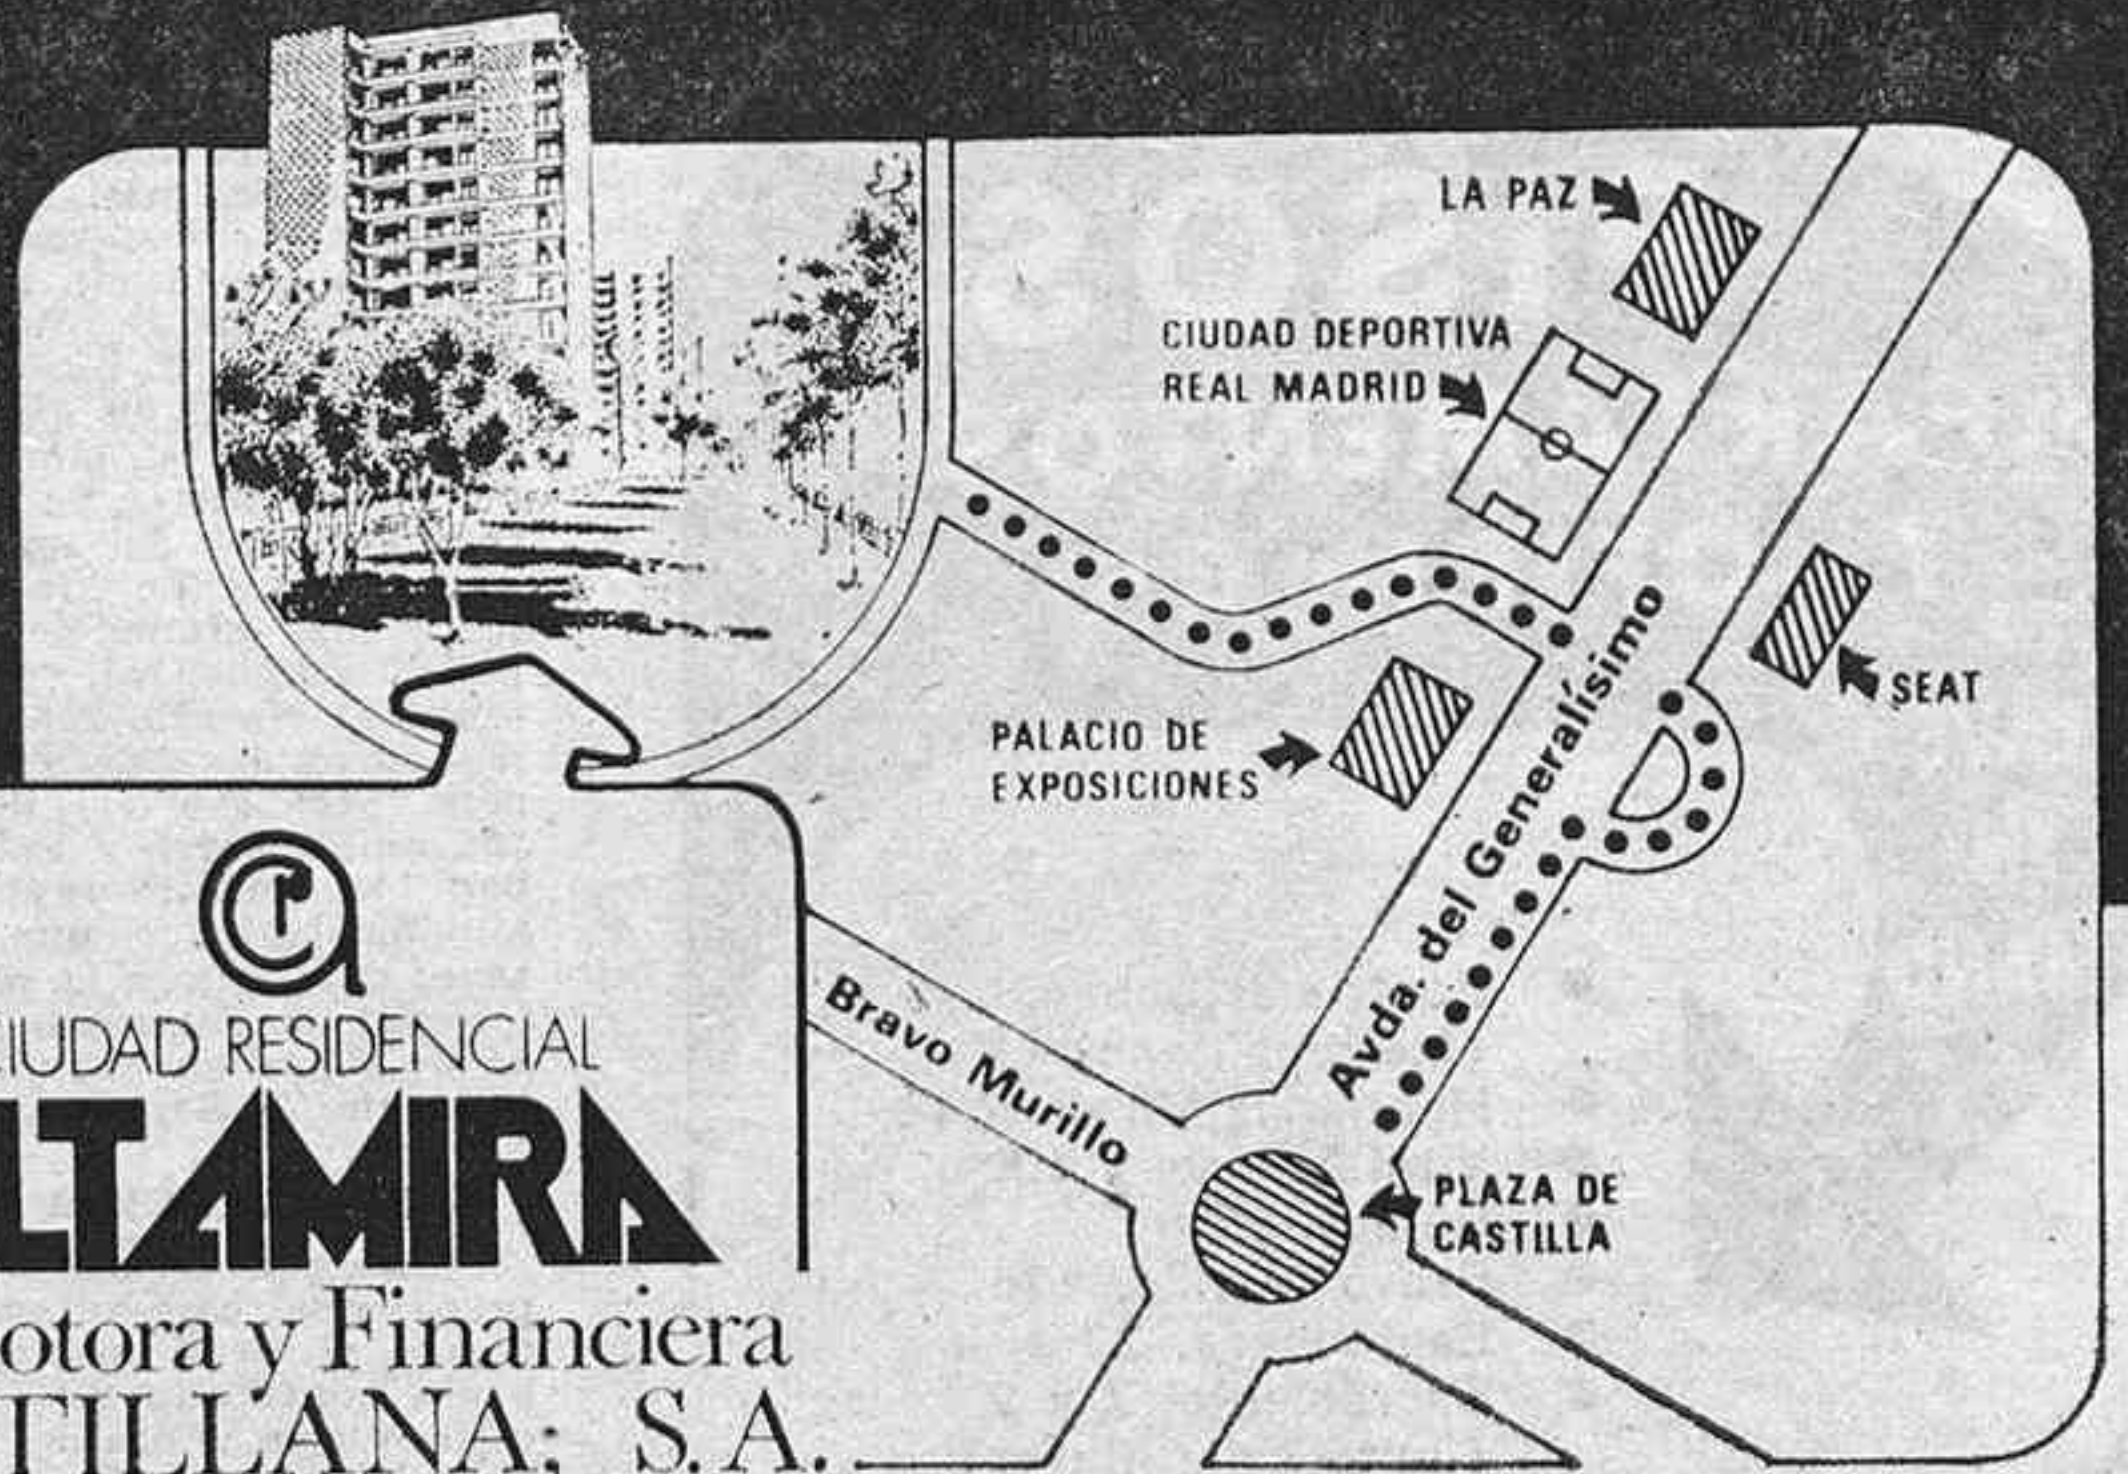 LA PAZ
CIUDAD DEPORTIVA
REAL MADRID
SEAT
PALACIO DE
EXPOSICIONES
Avda. del Generalísimo
Bravo Murillo
PLAZA DE
CASTILLA
IUDAD RESIDENCIAL
LTAMIRA
otora y Financiera
TILLANA; S.A.